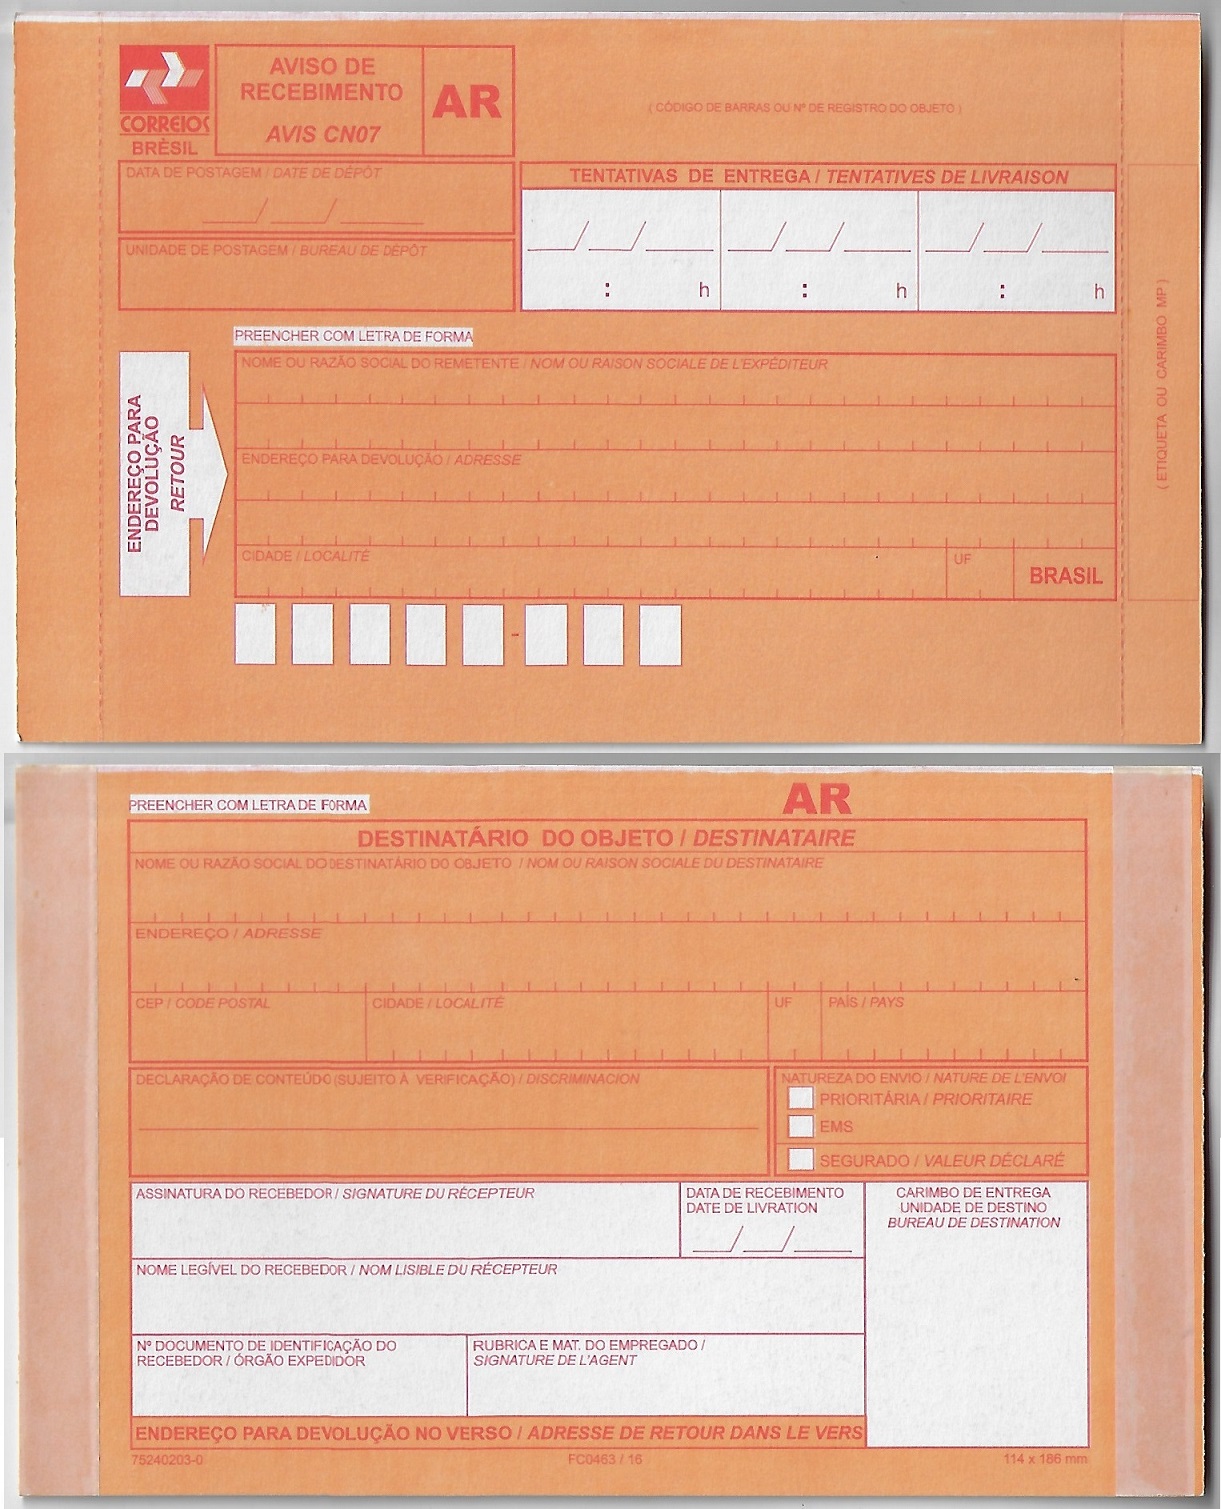 CORREIOS
BRÈSIL
AVISO DE
RECEBIMENTO
AVIS CN07
AR
( CÓDIGO DE BARRAS OU Nº DE REGISTRO DO OBJETO )
DATA DE POSTAGEM / DATE DE DÉPÔT
UNIDADE DE POSTAGEM / BUREAU DE DÉPÔT
TENTATIVAS DE ENTREGA / TENTATIVES DE LIVRAISON
: h : h : h
PREENCHER COM LETRA DE FORMA
ENDEREÇO PARA
DEVOLUÇÃO
RETOUR
NOME OU RAZÃO SOCIAL DO REMETENTE / NOM OU RAISON SOCIALE DE L'EXPÉDITEUR
ENDEREÇO PARA DEVOLUÇÃO / ADRESSE
CIDADE / LOCALITÉ
UF
BRASIL
-
( ETIQUETA OU CARIMBO MP )
PREENCHER COM LETRA DE FORMA
AR
DESTINATÁRIO DO OBJETO / DESTINATAIRE
NOME OU RAZÃO SOCIAL DO DESTINATÁRIO DO OBJETO / NOM OU RAISON SOCIALE DU DESTINATAIRE
ENDEREÇO / ADRESSE
CEP / CODE POSTAL
CIDADE / LOCALITÉ
UF
PAÍS / PAYS
DECLARAÇÃO DE CONTEÚDO (SUJEITO À VERIFICAÇÃO) / DISCRIMINACION
NATUREZA DO ENVIO / NATURE DE L'ENVOI
PRIORITÁRIA / PRIORITAIRE
EMS
SEGURADO / VALEUR DÉCLARÉ
ASSINATURA DO RECEBEDOR / SIGNATURE DU RÉCEPTEUR
DATA DE RECEBIMENTO
DATE DE LIVRATION
CARIMBO DE ENTREGA
UNIDADE DE DESTINO
BUREAU DE DESTINATION
NOME LEGÍVEL DO RECEBEDOR / NOM LISIBLE DU RÉCEPTEUR
Nº DOCUMENTO DE IDENTIFICAÇÃO DO
RECEBEDOR / ÓRGÃO EXPEDIDOR
RUBRICA E MAT. DO EMPREGADO /
SIGNATURE DE L'AGENT
ENDEREÇO PARA DEVOLUÇÃO NO VERSO / ADRESSE DE RETOUR DANS LE VERS
75240203-0
FC0463 / 16
114 x 186 mm